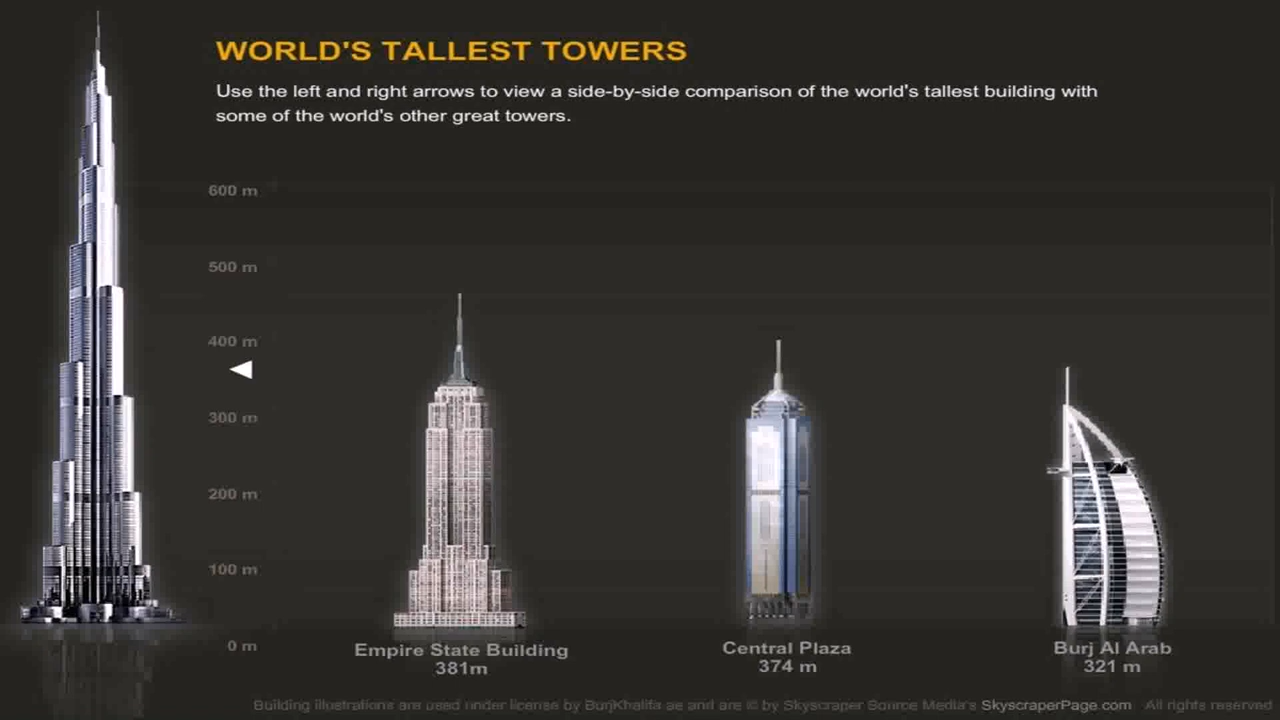 WORLD'S TALLEST TOWERS
Use the left and right arrows to view a side-by-side comparison of the world's tallest building with
some of the world's other great towers.
600 m
500 m
400 m
300 m
200 m
100 m
0 m
Empire State Building
381m
Central Plaza
374 m
Burj Al Arab
321 m
Building illustrations are used under license by BurjKhalifa ae and are © by Skyscraper Source Media's SkyscraperPage.com All rights reserved